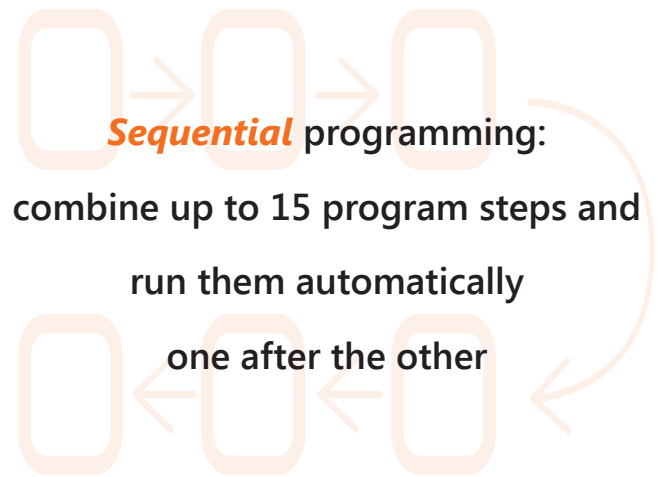 Sequential programming:
combine up to 15 program steps and
run them automatically
one after the other